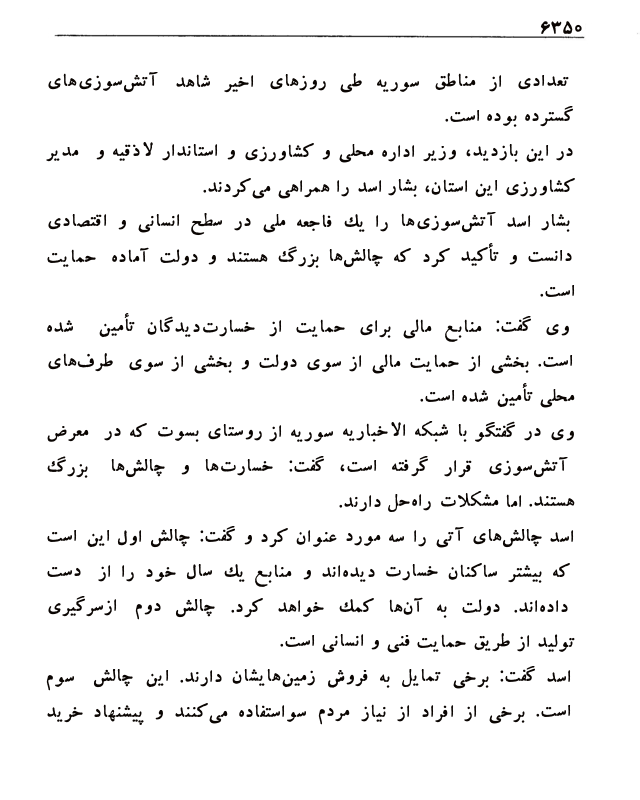 ۶۳۵۰
تعدادی از مناطق سوریه طی روزهای اخیر شاهد آتش‌سوزی‌های
گسترده بوده است.
در این بازدید، وزیر اداره محلی و کشاورزی و استاندار لاذقیه و مدیر
کشاورزی این استان، بشار اسد را همراهی می‌کردند.
بشار اسد آتش‌سوزی‌ها را یك فاجعه ملی در سطح انسانی و اقتصادی
دانست و تأکید کرد که چالش‌ها بزرگ هستند و دولت آماده حمایت
است.
وی گفت: منابع مالی برای حمایت از خسارت‌دیدگان تأمین شده
است. بخشی از حمایت مالی از سوی دولت و بخشی از سوی طرف‌های
محلی تأمین شده است.
وی در گفتگو با شبکه الاخباریه سوریه از روستای بسوت که در معرض
آتش‌سوزی قرار گرفته است، گفت: خسارت‌ها و چالش‌ها بزرگ
هستند. اما مشکلات راه‌حل دارند.
اسد چالش‌های آتی را سه مورد عنوان کرد و گفت: چالش اول این است
که بیشتر ساکنان خسارت دیده‌اند و منابع یك سال خود را از دست
داده‌اند. دولت به آن‌ها کمك خواهد کرد. چالش دوم ازسرگیری
تولید از طریق حمایت فنی و انسانی است.
اسد گفت: برخی تمایل به فروش زمین‌هایشان دارند. این چالش سوم
است. برخی از افراد از نیاز مردم سواستفاده می‌کنند و پیشنهاد خرید